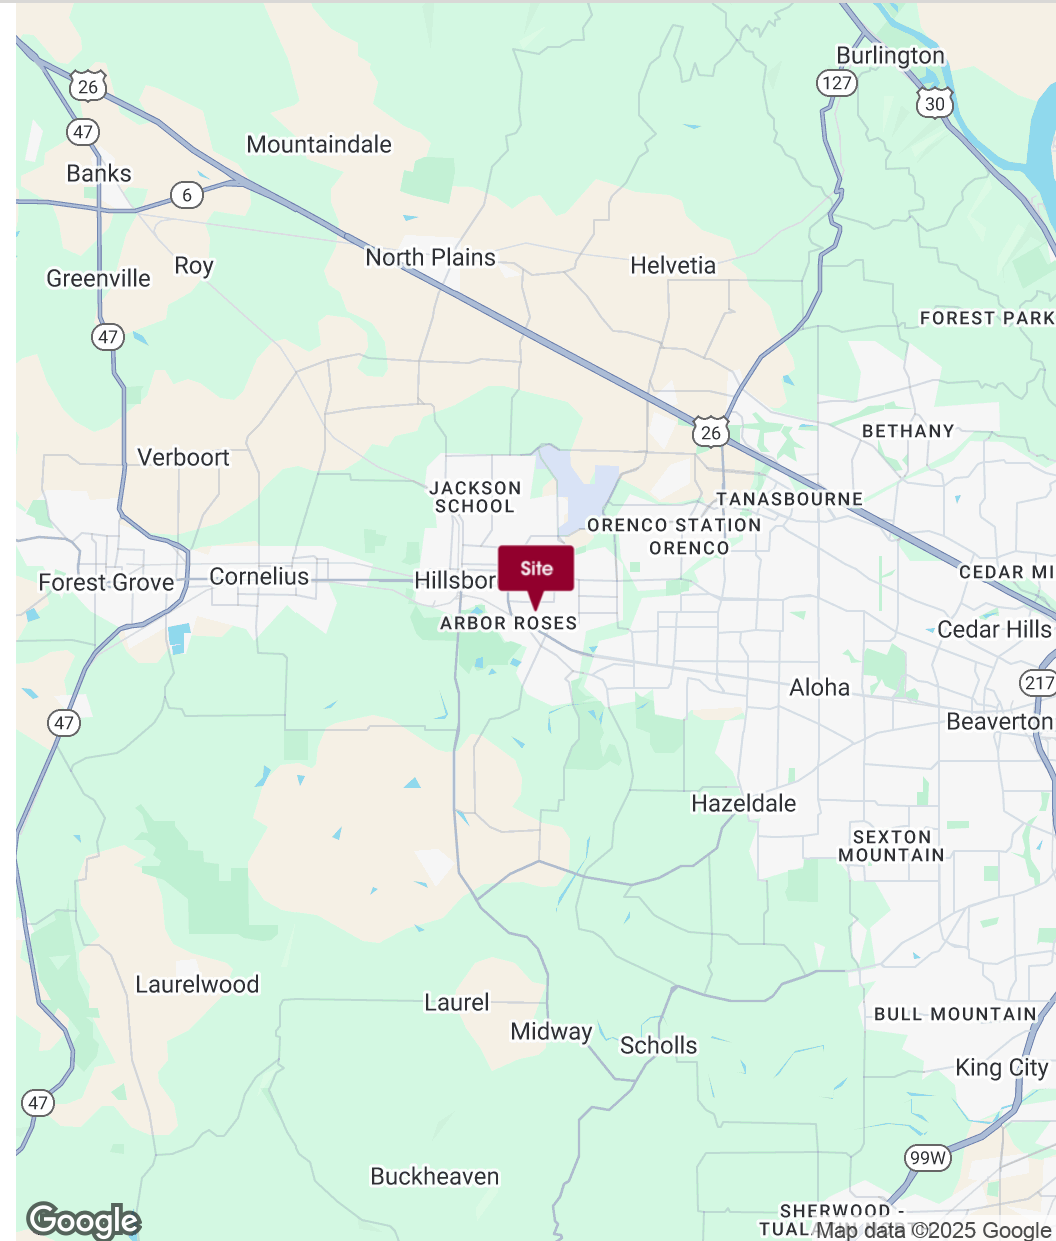 Burlington
26
127
30
47
Mountaindale
Banks
6
North Plains
Helvetia
Roy
Greenville
FOREST PARK
47
26
BETHANY
Verboort
JACKSON
SCHOOL
TANASBOURNE
ORENCO STATION
ORENCO
Site
CEDAR MI
Forest Grove
Cornelius
Hillsbor
ARBOR ROSES
Cedar Hills
217
Aloha
47
Beaverton
Hazeldale
SEXTON
MOUNTAIN
Laurelwood
Laurel
BULL MOUNTAIN
Midway
Scholls
King City
47
99W
Buckheaven
SHERWOOD -
TUAL
Google
Map data ©2025 Google